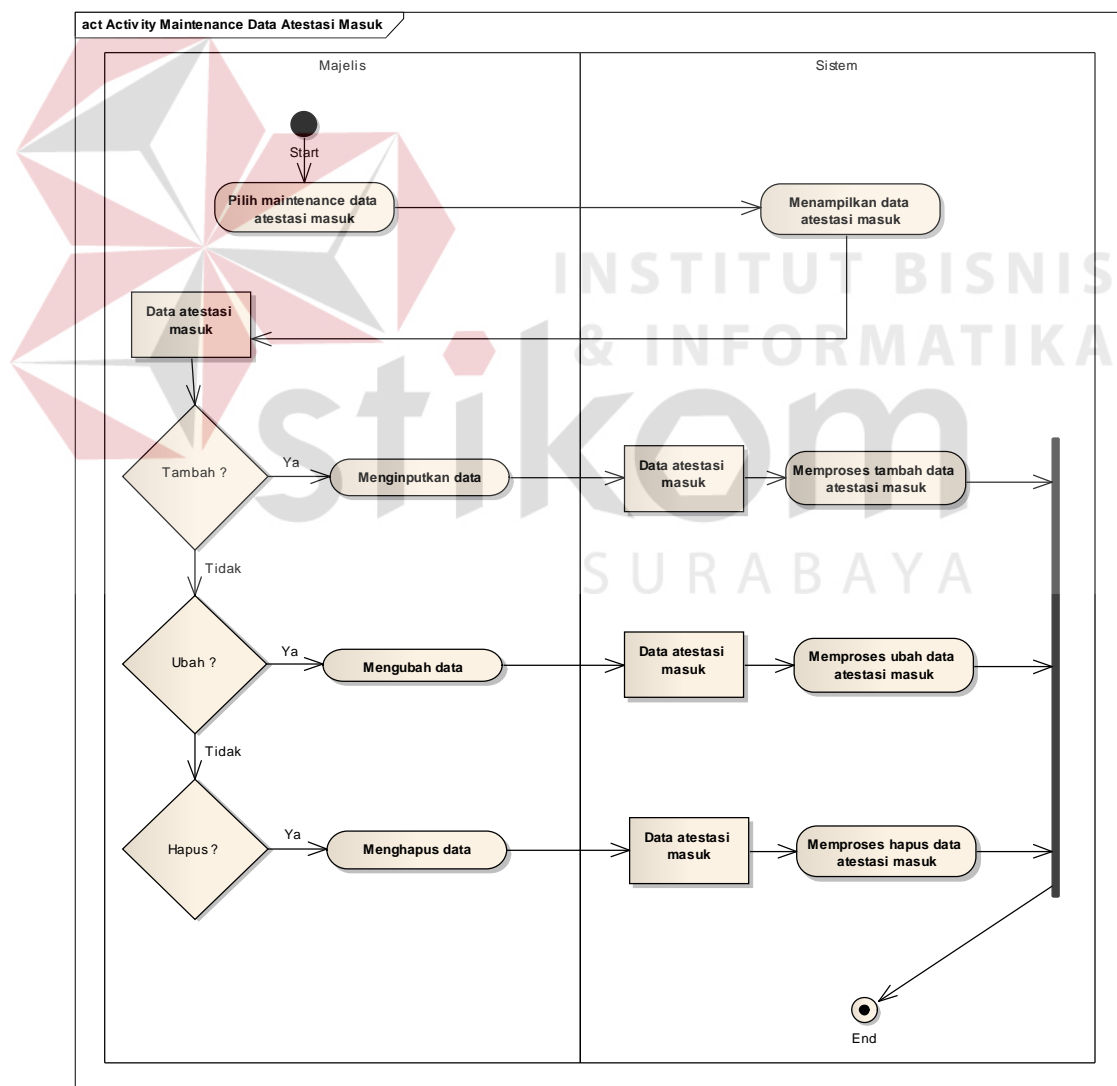 act Activity Maintenance Data Atestasi Masuk
Majelis
Sistem
Start
Pilih maintenance data
atestasi masuk
Menampilkan data
atestasi masuk
INSTITUT BISNIS
& INFORMATIKA
stikom
SURABAYA
Data atestasi
masuk
Tambah ?
Ya
Menginputkan data
Data atestasi
masuk
Memproses tambah data
atestasi masuk
Tidak
Ubah ?
Ya
Mengubah data
Data atestasi
masuk
Memproses ubah data
atestasi masuk
Tidak
Hapus ?
Ya
Menghapus data
Data atestasi
masuk
Memproses hapus data
atestasi masuk
End